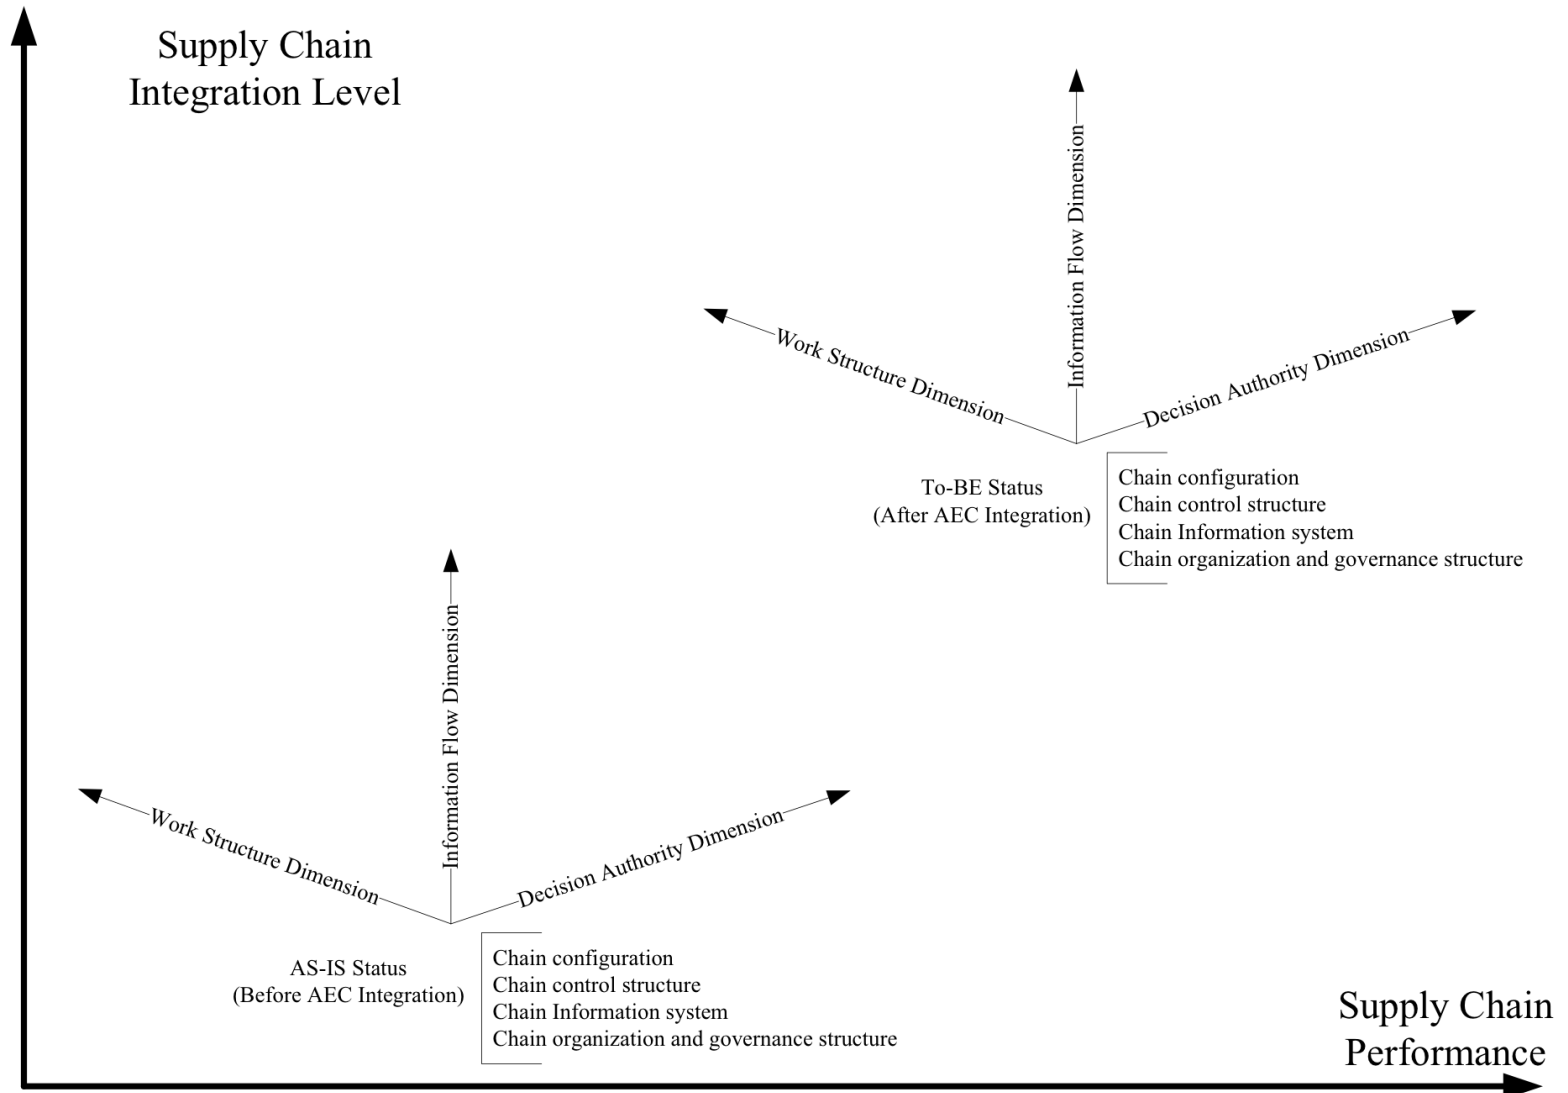 Supply Chain
Integration Level
Information Flow Dimension
Work Structure Dimension
Decision Authority Dimension
To-BE Status
(After AEC Integration)
Chain configuration
Chain control structure
Chain Information system
Chain organization and governance structure
Information Flow Dimension
Work Structure Dimension
Decision Authority Dimension
AS-IS Status
(Before AEC Integration)
Chain configuration
Chain control structure
Chain Information system
Chain organization and governance structure
Supply Chain
Performance